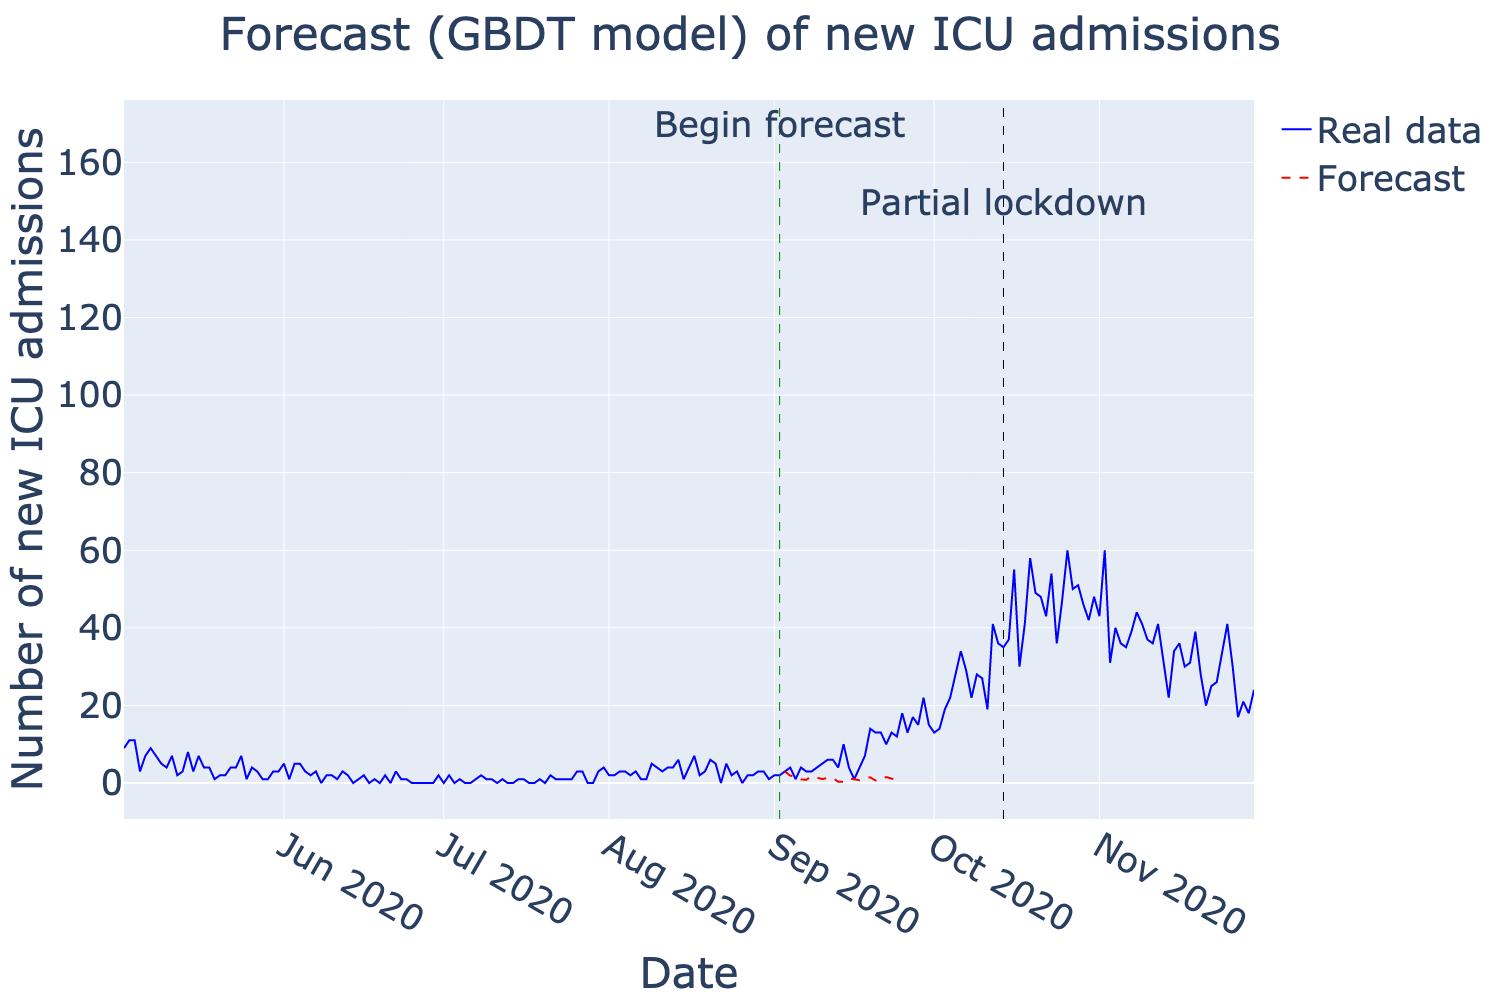 Forecast (GBDT model) of new ICU admissions
Begin forecast
Partial lockdown
Real data
Forecast
Number of new ICU admissions
160
140
120
100
80
60
40
20
0
Jun 2020
Jul 2020
Aug 2020
Sep 2020
Oct 2020
Nov 2020
Date